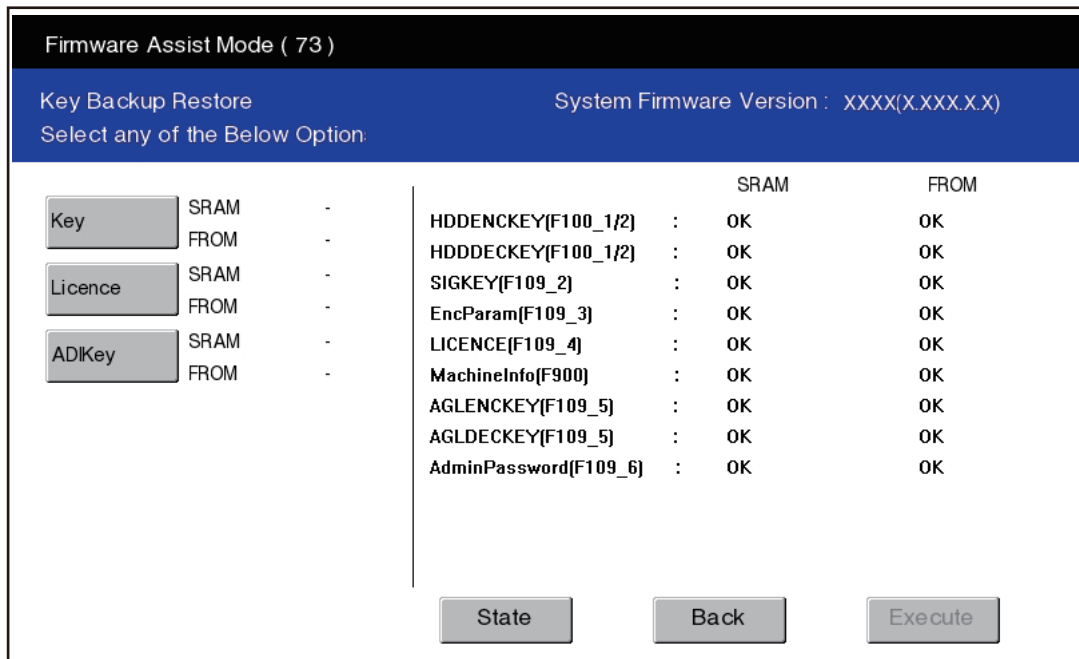 Firmware Assist Mode ( 73 )
Key Backup Restore
System Firmware Version : XXXX(X.XXX.X.X)
Select any of the Below Option
Key
SRAM -
FROM -
Licence
SRAM -
FROM -
ADIKey
SRAM -
FROM -
SRAM FROM
HDDENCKEY(F100_1/2) : OK OK
HDDDECKEY(F100_1/2) : OK OK
SIGKEY(F109_2) : OK OK
EncParam(F109_3) : OK OK
LICENCE(F109_4) : OK OK
MachineInfo(F900) : OK OK
AGLENCKEY(F109_5) : OK OK
AGLDECKEY(F109_5) : OK OK
AdminPassword(F109_6) : OK OK
State Back Execute